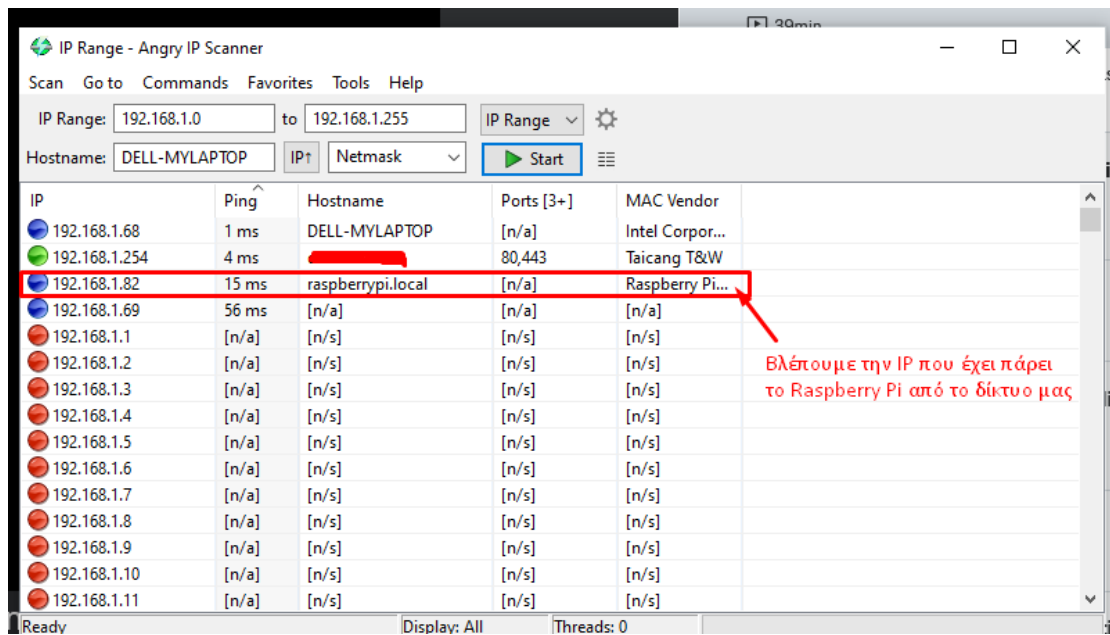 39min
IP Range - Angry IP Scanner
Scan Go to Commands Favorites Tools Help
IP Range: 192.168.1.0 to 192.168.1.255 IP Range
Hostname: DELL-MYLAPTOP IP↑ Netmask Start
IP Ping Hostname Ports [3+] MAC Vendor
192.168.1.68 1 ms DELL-MYLAPTOP [n/a] Intel Corpor...
192.168.1.254 4 ms 80,443 Taicang T&W
192.168.1.82 15 ms raspberrypi.local [n/a] Raspberry Pi...
192.168.1.69 56 ms [n/a] [n/a] [n/a]
192.168.1.1 [n/a] [n/s] [n/s] [n/s]
192.168.1.2 [n/a] [n/s] [n/s] [n/s]
192.168.1.3 [n/a] [n/s] [n/s] [n/s]
192.168.1.4 [n/a] [n/s] [n/s] [n/s]
192.168.1.5 [n/a] [n/s] [n/s] [n/s]
192.168.1.6 [n/a] [n/s] [n/s] [n/s]
192.168.1.7 [n/a] [n/s] [n/s] [n/s]
192.168.1.8 [n/a] [n/s] [n/s] [n/s]
192.168.1.9 [n/a] [n/s] [n/s] [n/s]
192.168.1.10 [n/a] [n/s] [n/s] [n/s]
192.168.1.11 [n/a] [n/s] [n/s] [n/s]
Βλέπουμε την IP που έχει πάρει
το Raspberry Pi από το δίκτυο μας
Ready Display: All Threads: 0